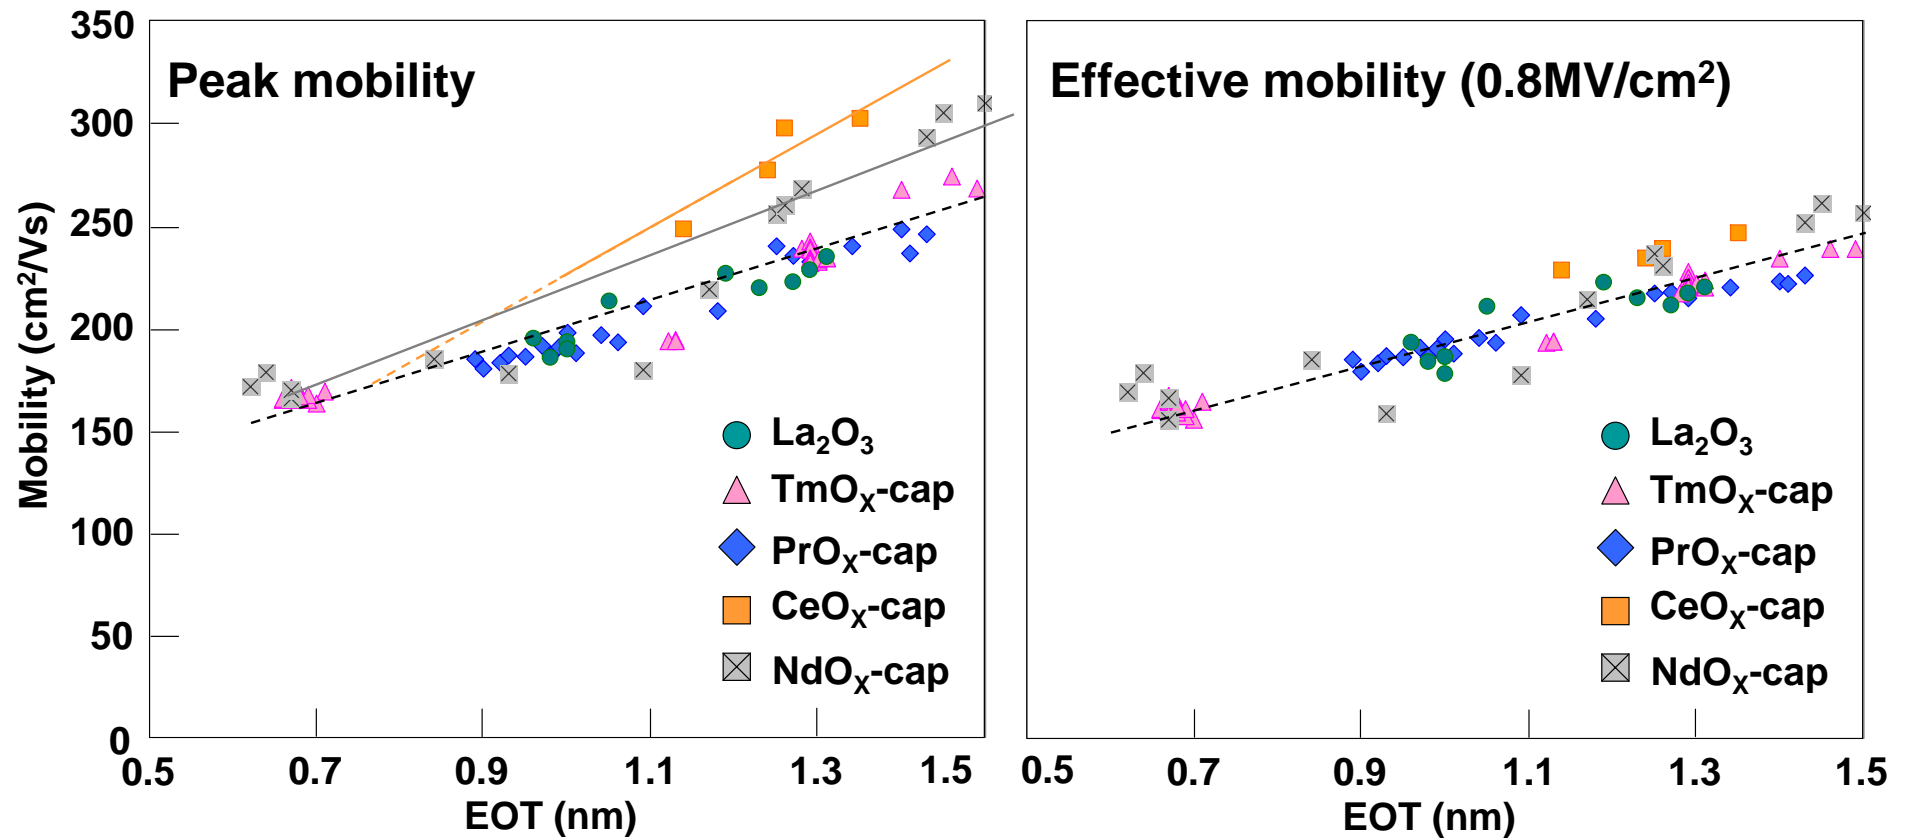 Peak mobility
350
300
250
200
150
100
50
0
Mobility (cm²/Vs)
La₂O₃
TmOₓ-cap
PrOₓ-cap
CeOₓ-cap
NdOₓ-cap
0.5 0.7 0.9 1.1 1.3 1.5
EOT (nm)
Effective mobility (0.8MV/cm²)
La₂O₃
TmOₓ-cap
PrOₓ-cap
CeOₓ-cap
NdOₓ-cap
0.5 0.7 0.9 1.1 1.3 1.5
EOT (nm)